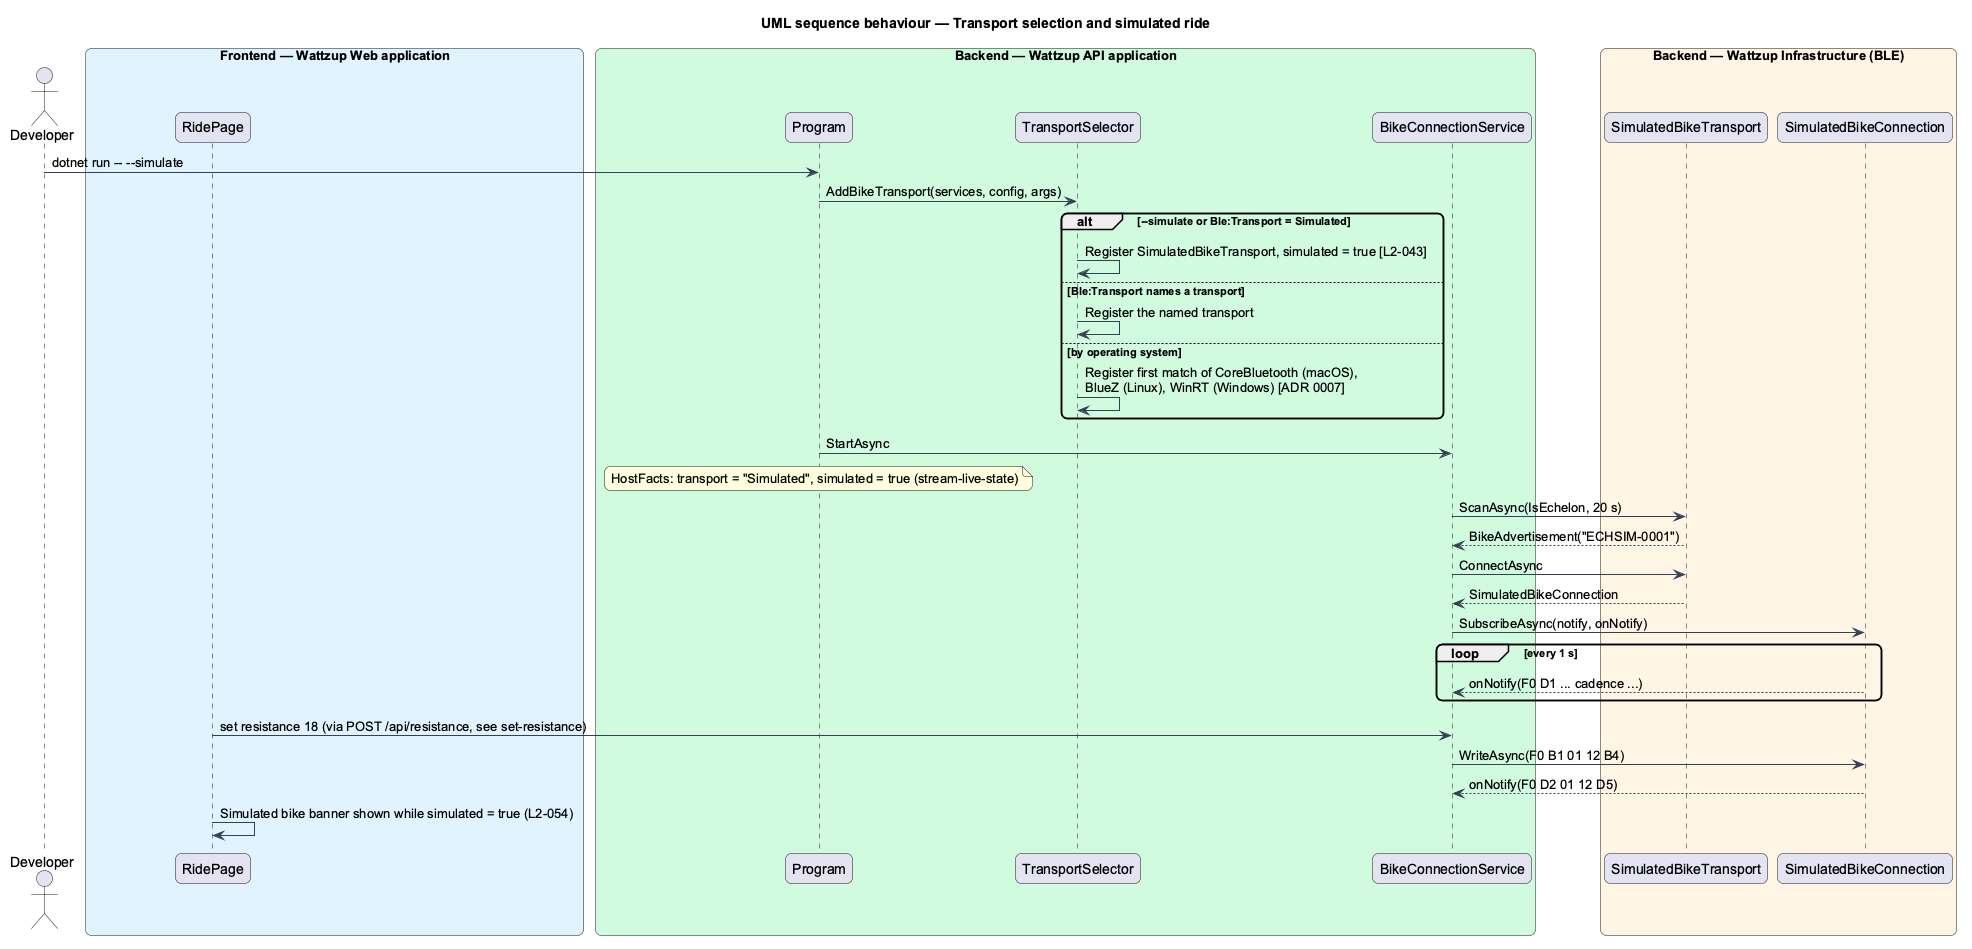 UML sequence behaviour — Transport selection and simulated ride
Frontend — Wattzup Web application
Backend — Wattzup API application
Backend — Wattzup Infrastructure (BLE)
Developer
RidePage
Program
TransportSelector
BikeConnectionService
SimulatedBikeTransport
SimulatedBikeConnection
dotnet run -- --simulate
AddBikeTransport(services, config, args)
alt
[--simulate or Ble:Transport = Simulated]
Register SimulatedBikeTransport, simulated = true [L2-043]
[Ble:Transport names a transport]
Register the named transport
[by operating system]
Register first match of CoreBluetooth (macOS),
BlueZ (Linux), WinRT (Windows) [ADR 0007]
StartAsync
HostFacts: transport = "Simulated", simulated = true (stream-live-state)
ScanAsync(IsEchelon, 20 s)
BikeAdvertisement("ECHSIM-0001")
ConnectAsync
SimulatedBikeConnection
SubscribeAsync(notify, onNotify)
loop
[every 1 s]
onNotify(F0 D1 ... cadence ...)
set resistance 18 (via POST /api/resistance, see set-resistance)
WriteAsync(F0 B1 01 12 B4)
onNotify(F0 D2 01 12 D5)
Simulated bike banner shown while simulated = true (L2-054)
Developer
RidePage
Program
TransportSelector
BikeConnectionService
SimulatedBikeTransport
SimulatedBikeConnection